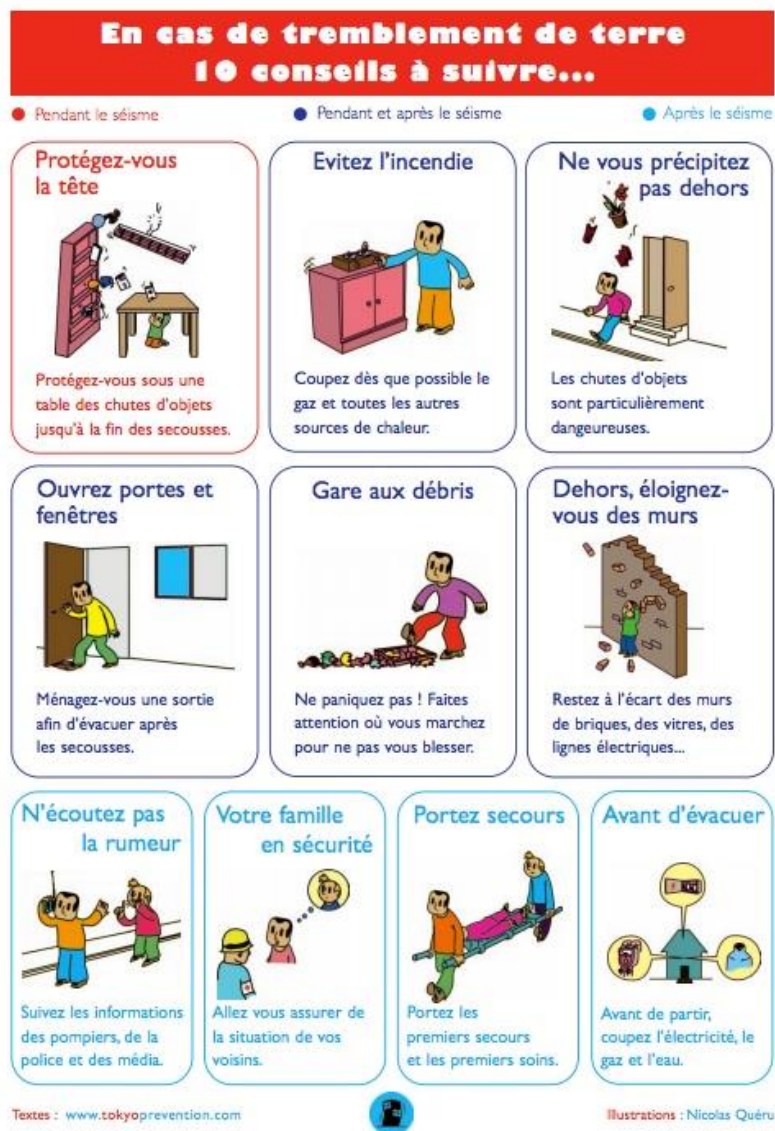 En cas de tremblement de terre
10 conseils à suivre...
Pendant le séisme
Pendant et après le séisme
Après le séisme
Protégez-vous
la tête
Protégez-vous sous une
table des chutes d'objets
jusqu'à la fin des secousses.
Evitez l'incendie
Coupez dès que possible le
gaz et toutes les autres
sources de chaleur.
Ne vous précipitez
pas dehors
Les chutes d'objets
sont particulièrement
dangeureuses.
Ouvrez portes et
fenêtres
Ménagez-vous une sortie
afin d'évacuer après
les secousses.
Gare aux débris
Ne paniquez pas ! Faites
attention où vous marchez
pour ne pas vous blesser.
Dehors, éloignez-
vous des murs
Restez à l'écart des murs
de briques, des vitres, des
lignes électriques...
N'écoutez pas
la rumeur
Suivez les informations
des pompiers, de la
police et des média.
Votre famille
en sécurité
Allez vous assurer de
la situation de vos
voisins.
Portez secours
Portez les
premiers secours
et les premiers soins.
Avant d'évacuer
Avant de partir,
coupez l'électricité, le
gaz et l'eau.
Textes : www.tokyoprevention.com
Illustrations : Nicolas Quéru